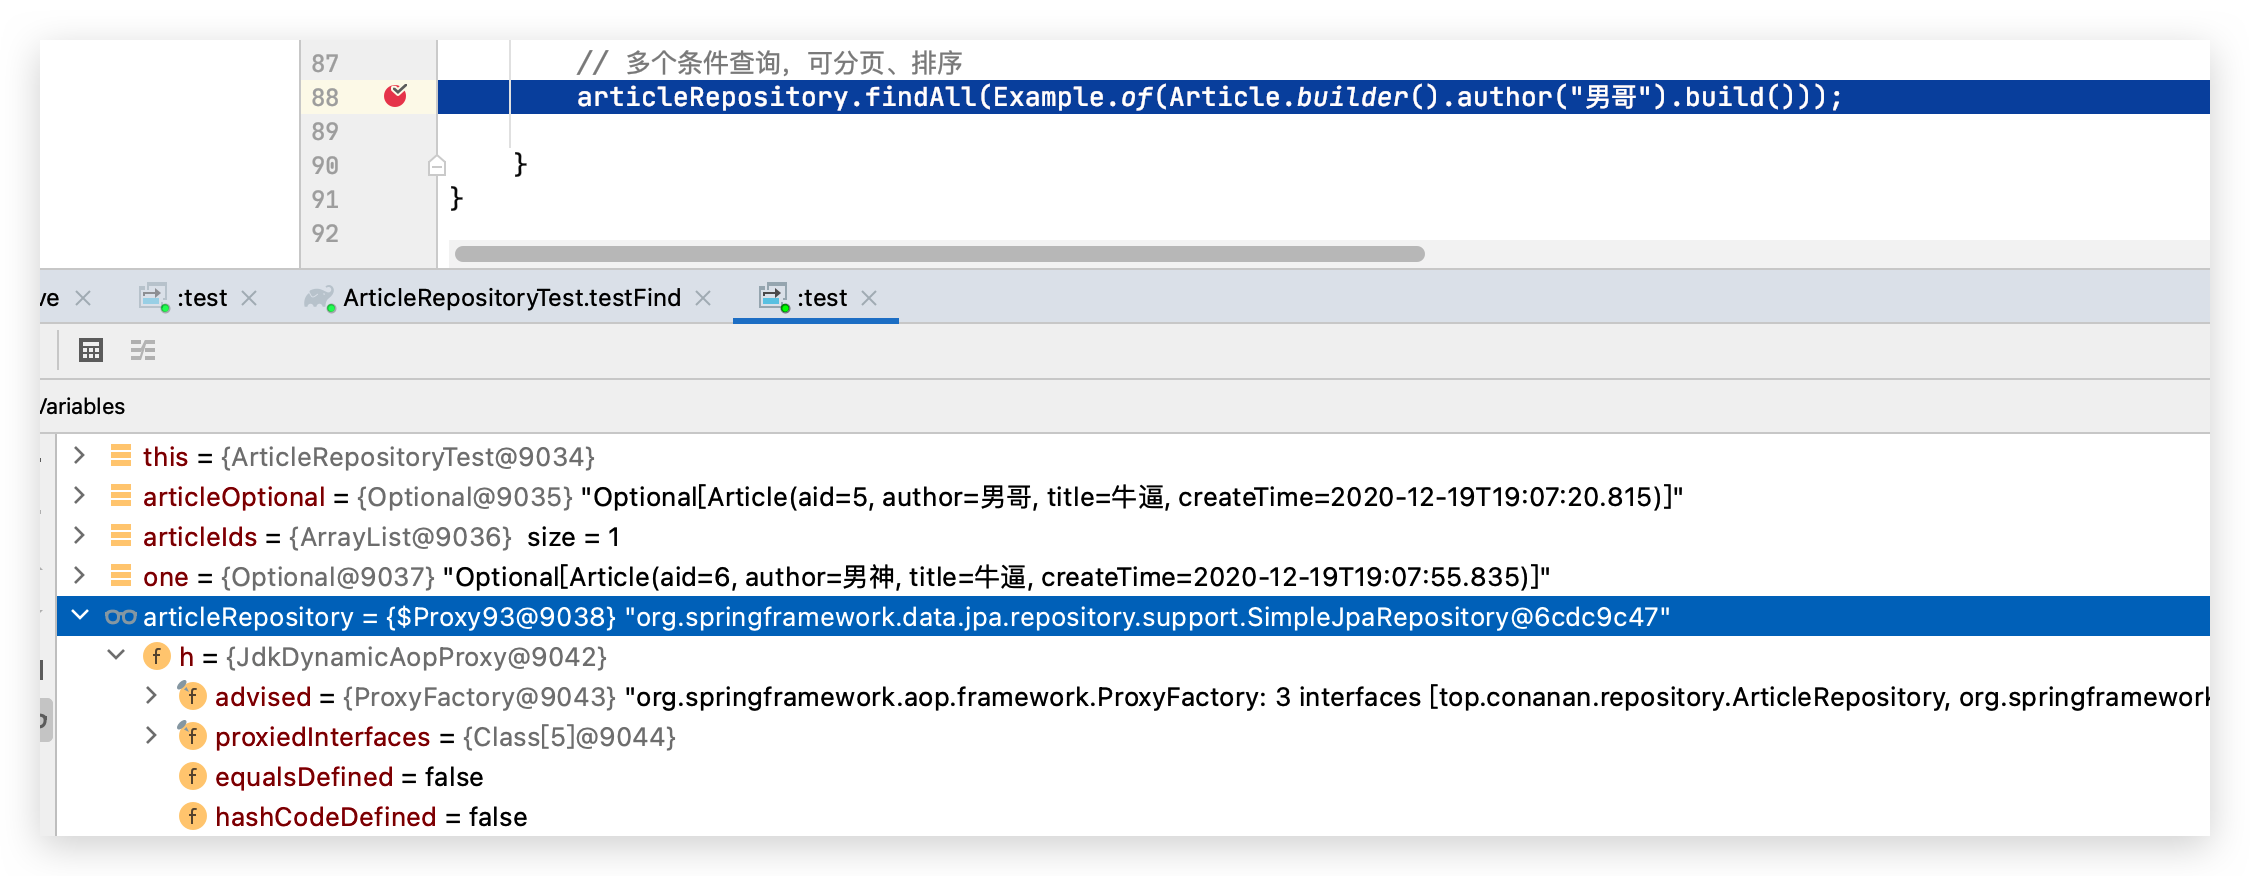 87 // 多个条件查询，可分页、排序
88 articleRepository.findAll(Example.of(Article.builder().author("男哥").build()));
89
90 }
91 }
92
ve :test ArticleRepositoryTest.testFind :test
Variables
this = {ArticleRepositoryTest@9034}
articleOptional = {Optional@9035} "Optional[Article(aid=5, author=男哥, title=牛逼, createTime=2020-12-19T19:07:20.815)]"
articleIds = {ArrayList@9036} size = 1
one = {Optional@9037} "Optional[Article(aid=6, author=男神, title=牛逼, createTime=2020-12-19T19:07:55.835)]"
articleRepository = {$Proxy93@9038} "org.springframework.data.jpa.repository.support.SimpleJpaRepository@6cdc9c47"
f h = {JdkDynamicAopProxy@9042}
f advised = {ProxyFactory@9043} "org.springframework.aop.framework.ProxyFactory: 3 interfaces [top.conanan.repository.ArticleRepository, org.springframework
f proxiedInterfaces = {Class[5]@9044}
f equalsDefined = false
f hashCodeDefined = false